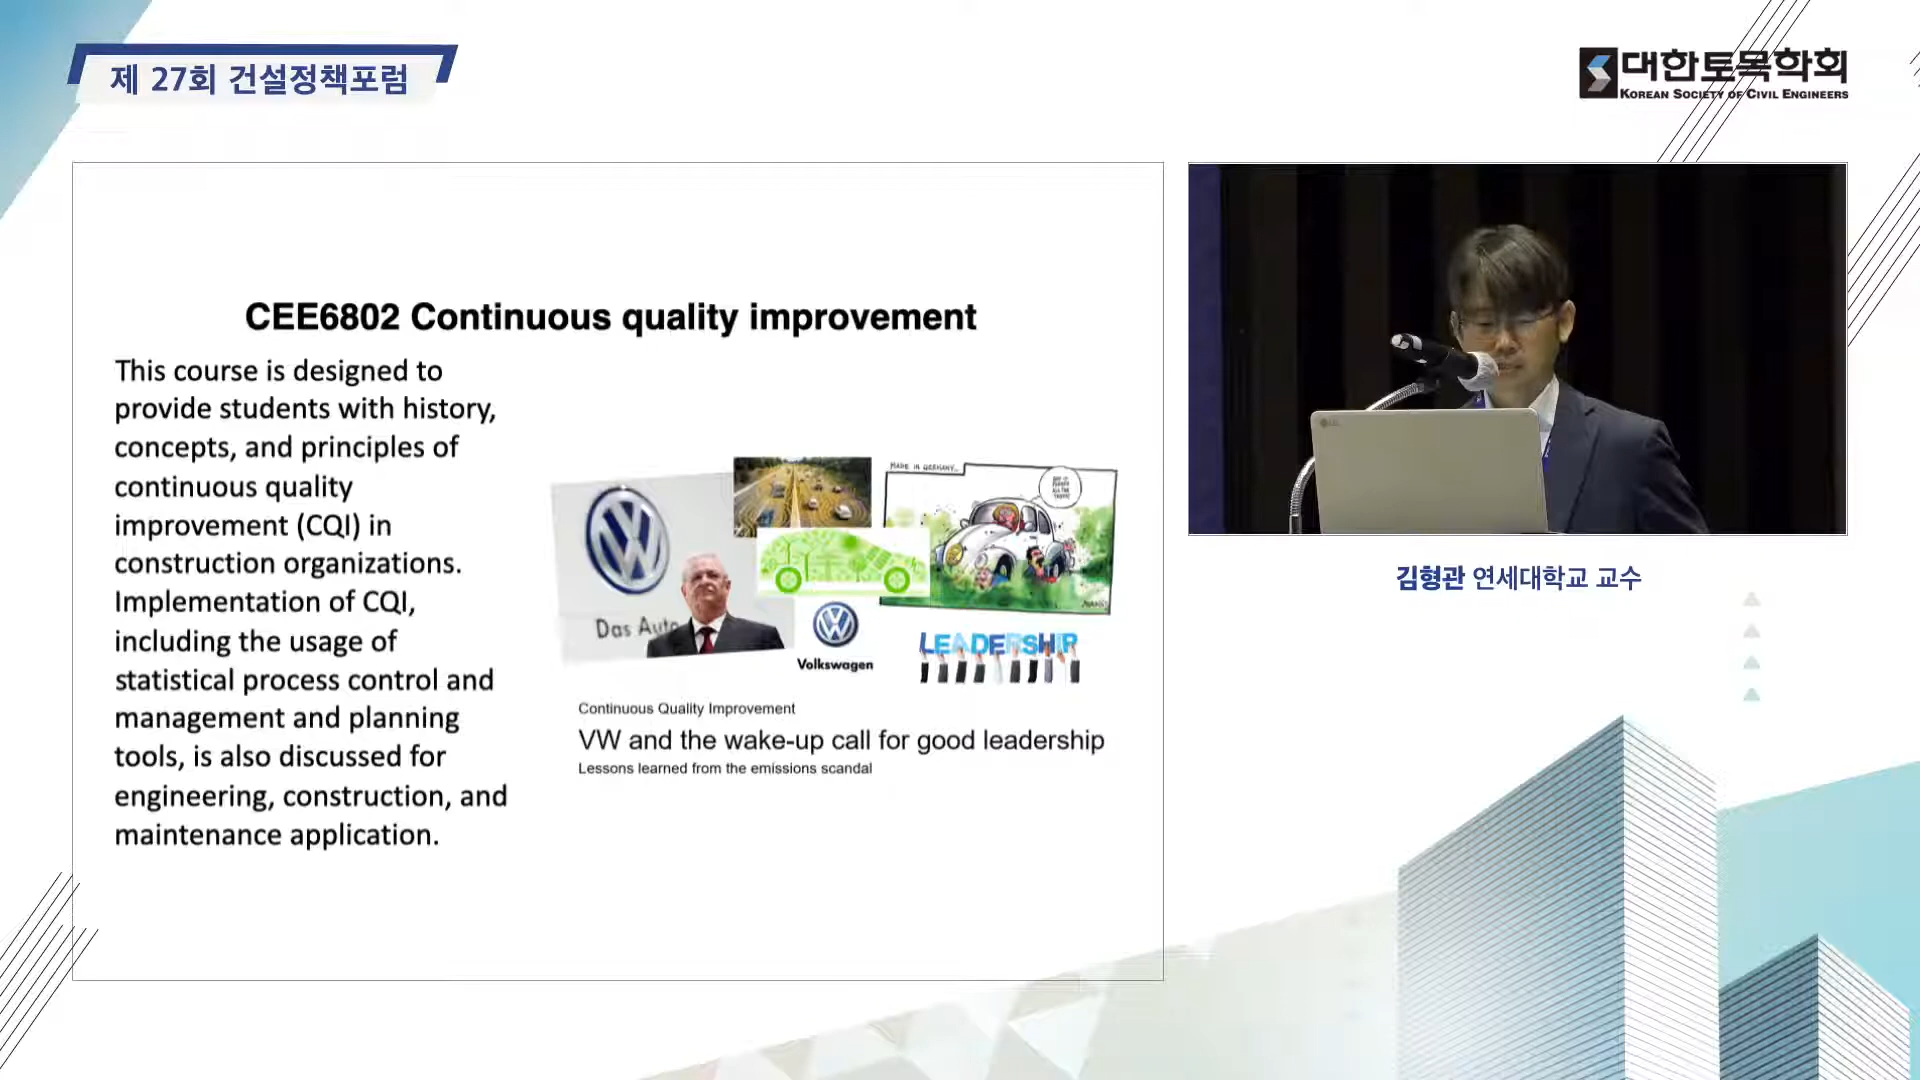 제 27회 건설정책포럼
대한토목학회
KOREAN SOCIETY OF CIVIL ENGINEERS
CEE6802 Continuous quality improvement
This course is designed to
provide students with history,
concepts, and principles of
continuous quality
improvement (CQI) in
construction organizations.
Implementation of CQI,
including the usage of
statistical process control and
management and planning
tools, is also discussed for
engineering, construction, and
maintenance application.
Das Auto
MADE IN GERMANY...
Volkswagen
LEADERSHIP
Continuous Quality Improvement
VW and the wake-up call for good leadership
Lessons learned from the emissions scandal
LG
김형관 연세대학교 교수